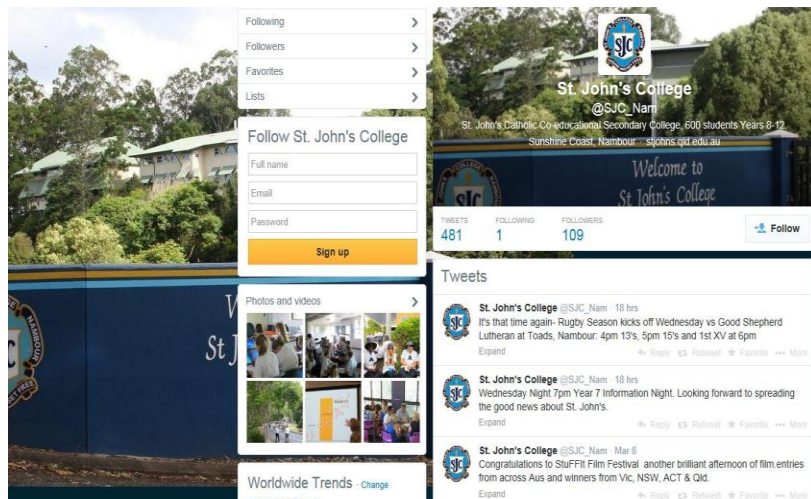 Following
Followers
Favorites
Lists
Follow St. John's College
Full name
Email
Password
Sign up
Photos and videos
Worldwide Trends · Change
SJC
St. John's College
@SJC_Nam
St. John's Catholic Co-educational Secondary College, 600 students Years 8-12.
Sunshine Coast, Nambour · stjohns.qld.edu.au
Welcome to
St John's College
TWEETS
481
FOLLOWING
1
FOLLOWERS
109
Follow
Tweets
St. John's College @SJC_Nam · 18 hrs
It's that time again- Rugby Season kicks off Wednesday vs Good Shepherd
Lutheran at Toads, Nambour: 4pm 13's, 5pm 15's and 1st XV at 6pm
Expand
Reply Retweet Favorite More
St. John's College @SJC_Nam · 18 hrs
Wednesday Night 7pm Year 7 Information Night. Looking forward to spreading
the good news about St. John's.
Expand
Reply Retweet Favorite More
St. John's College @SJC_Nam · Mar 8
Congratulations to StuFFIt Film Festival another brilliant afternoon of film.entries
from across Aus and winners from Vic, NSW, ACT & Qld.
Expand
Reply Retweet Favorite More